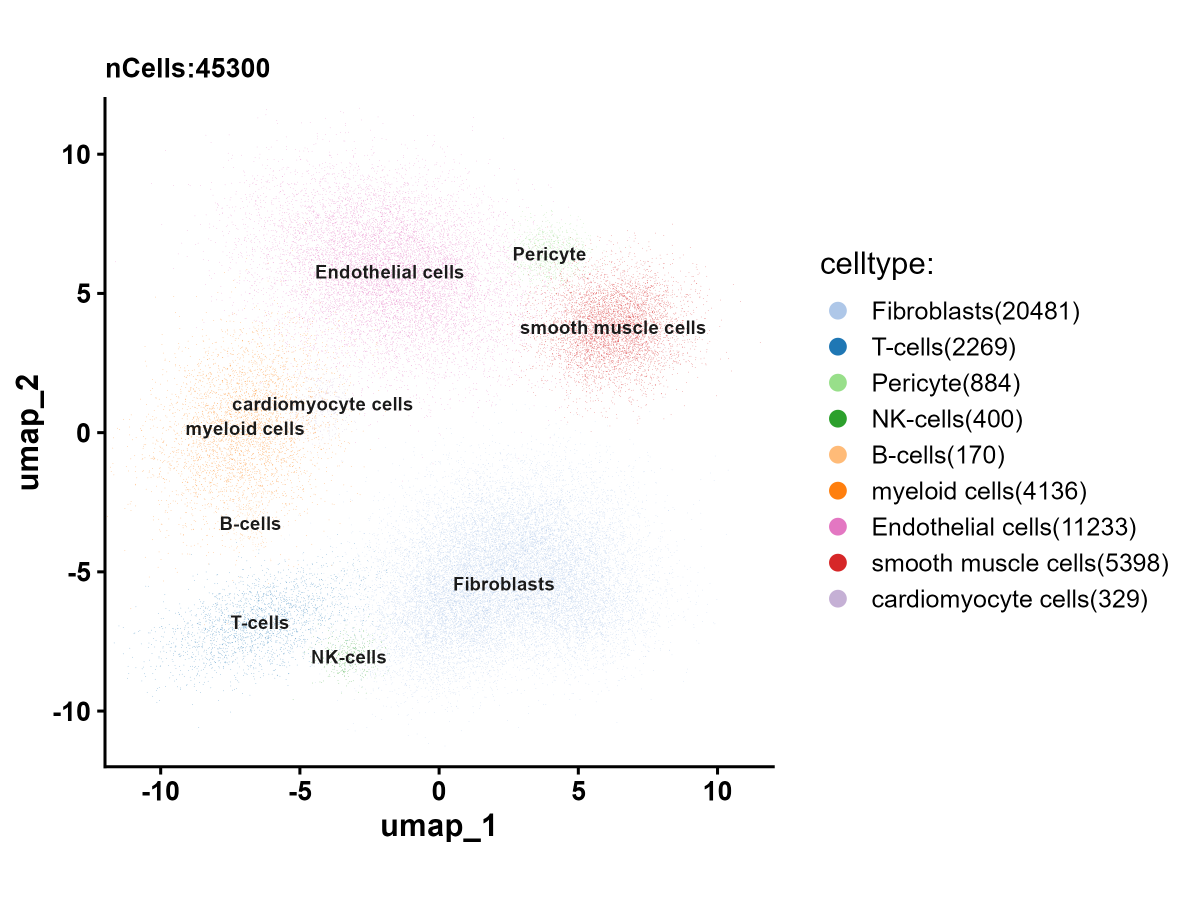 nCells:45300
10
5
0
-5
-10
umap_2
Pericyte
Endothelial cells
smooth muscle cells
cardiomyocyte cells
myeloid cells
B-cells
Fibroblasts
T-cells
NK-cells
-10
-5
0
5
10
umap_1
celltype:
Fibroblasts(20481)
T-cells(2269)
Pericyte(884)
NK-cells(400)
B-cells(170)
myeloid cells(4136)
Endothelial cells(11233)
smooth muscle cells(5398)
cardiomyocyte cells(329)